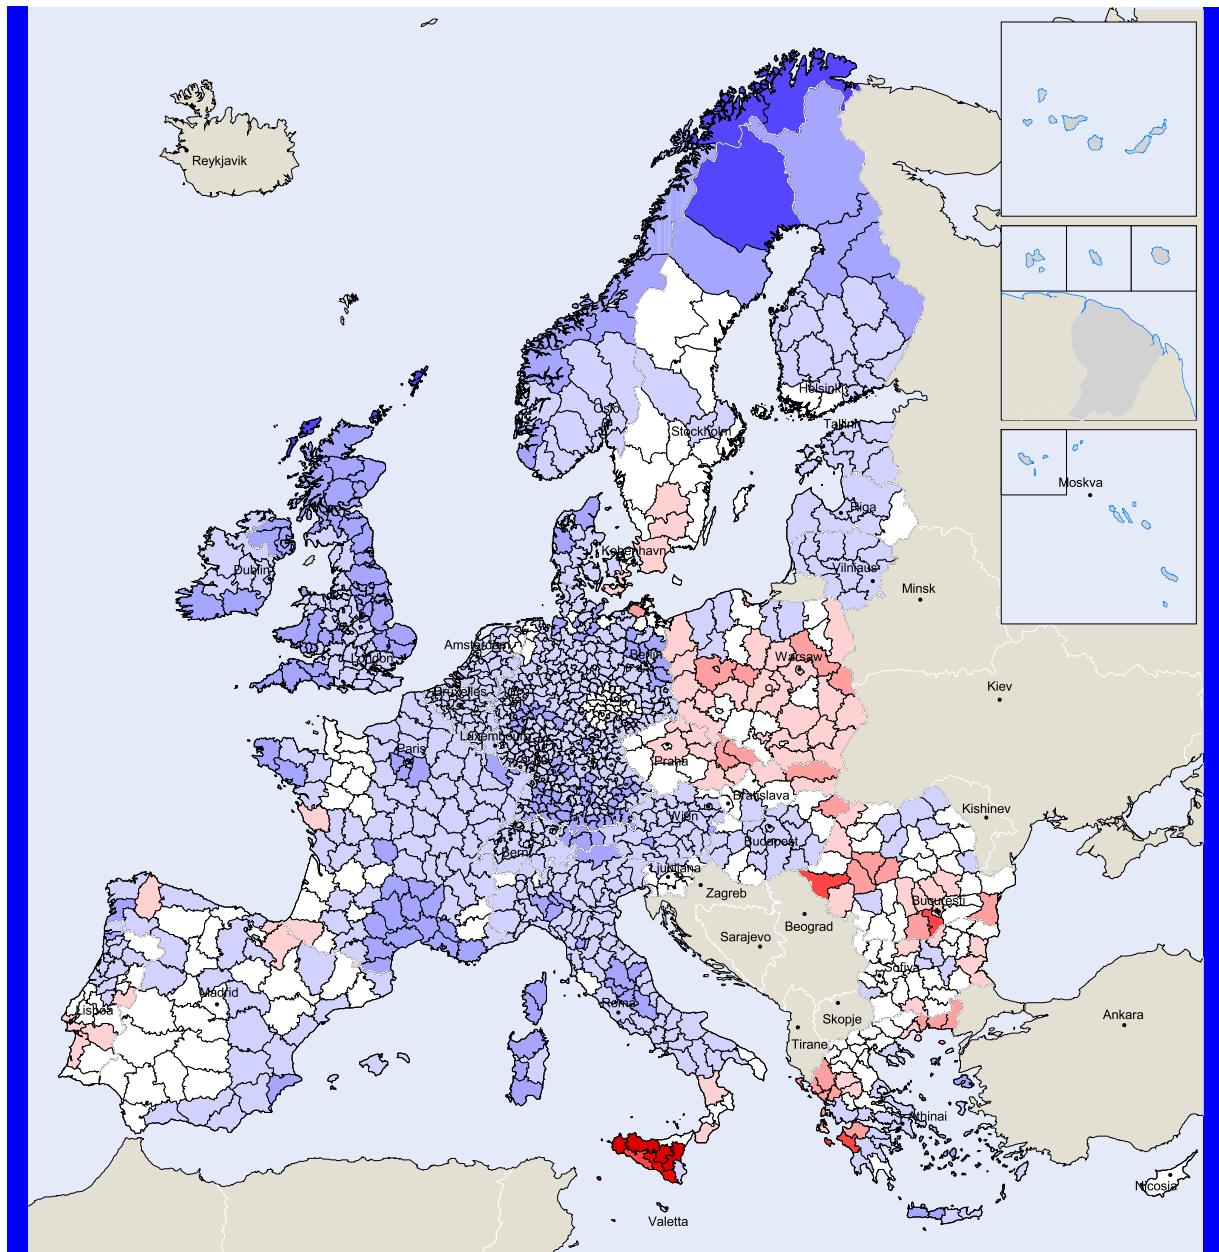 Reykjavik
Helsinki
Oslo
Stockholm
Tallinn
Moskva
Riga
København
Dublin
Vilniaus
Minsk
Amsterdam
Berlin
London
Warsaw
Kiev
Bruxelles
Luxembourg
Paris
Praha
Bratislava
Kishinev
Wien
Budapest
Bern
Ljubljana
Zagreb
Bucuresti
Beograd
Sarajevo
Sofiya
Madrid
Roma
Lisboa
Skopje
Ankara
Tirane
Athinai
Nicosia
Valetta